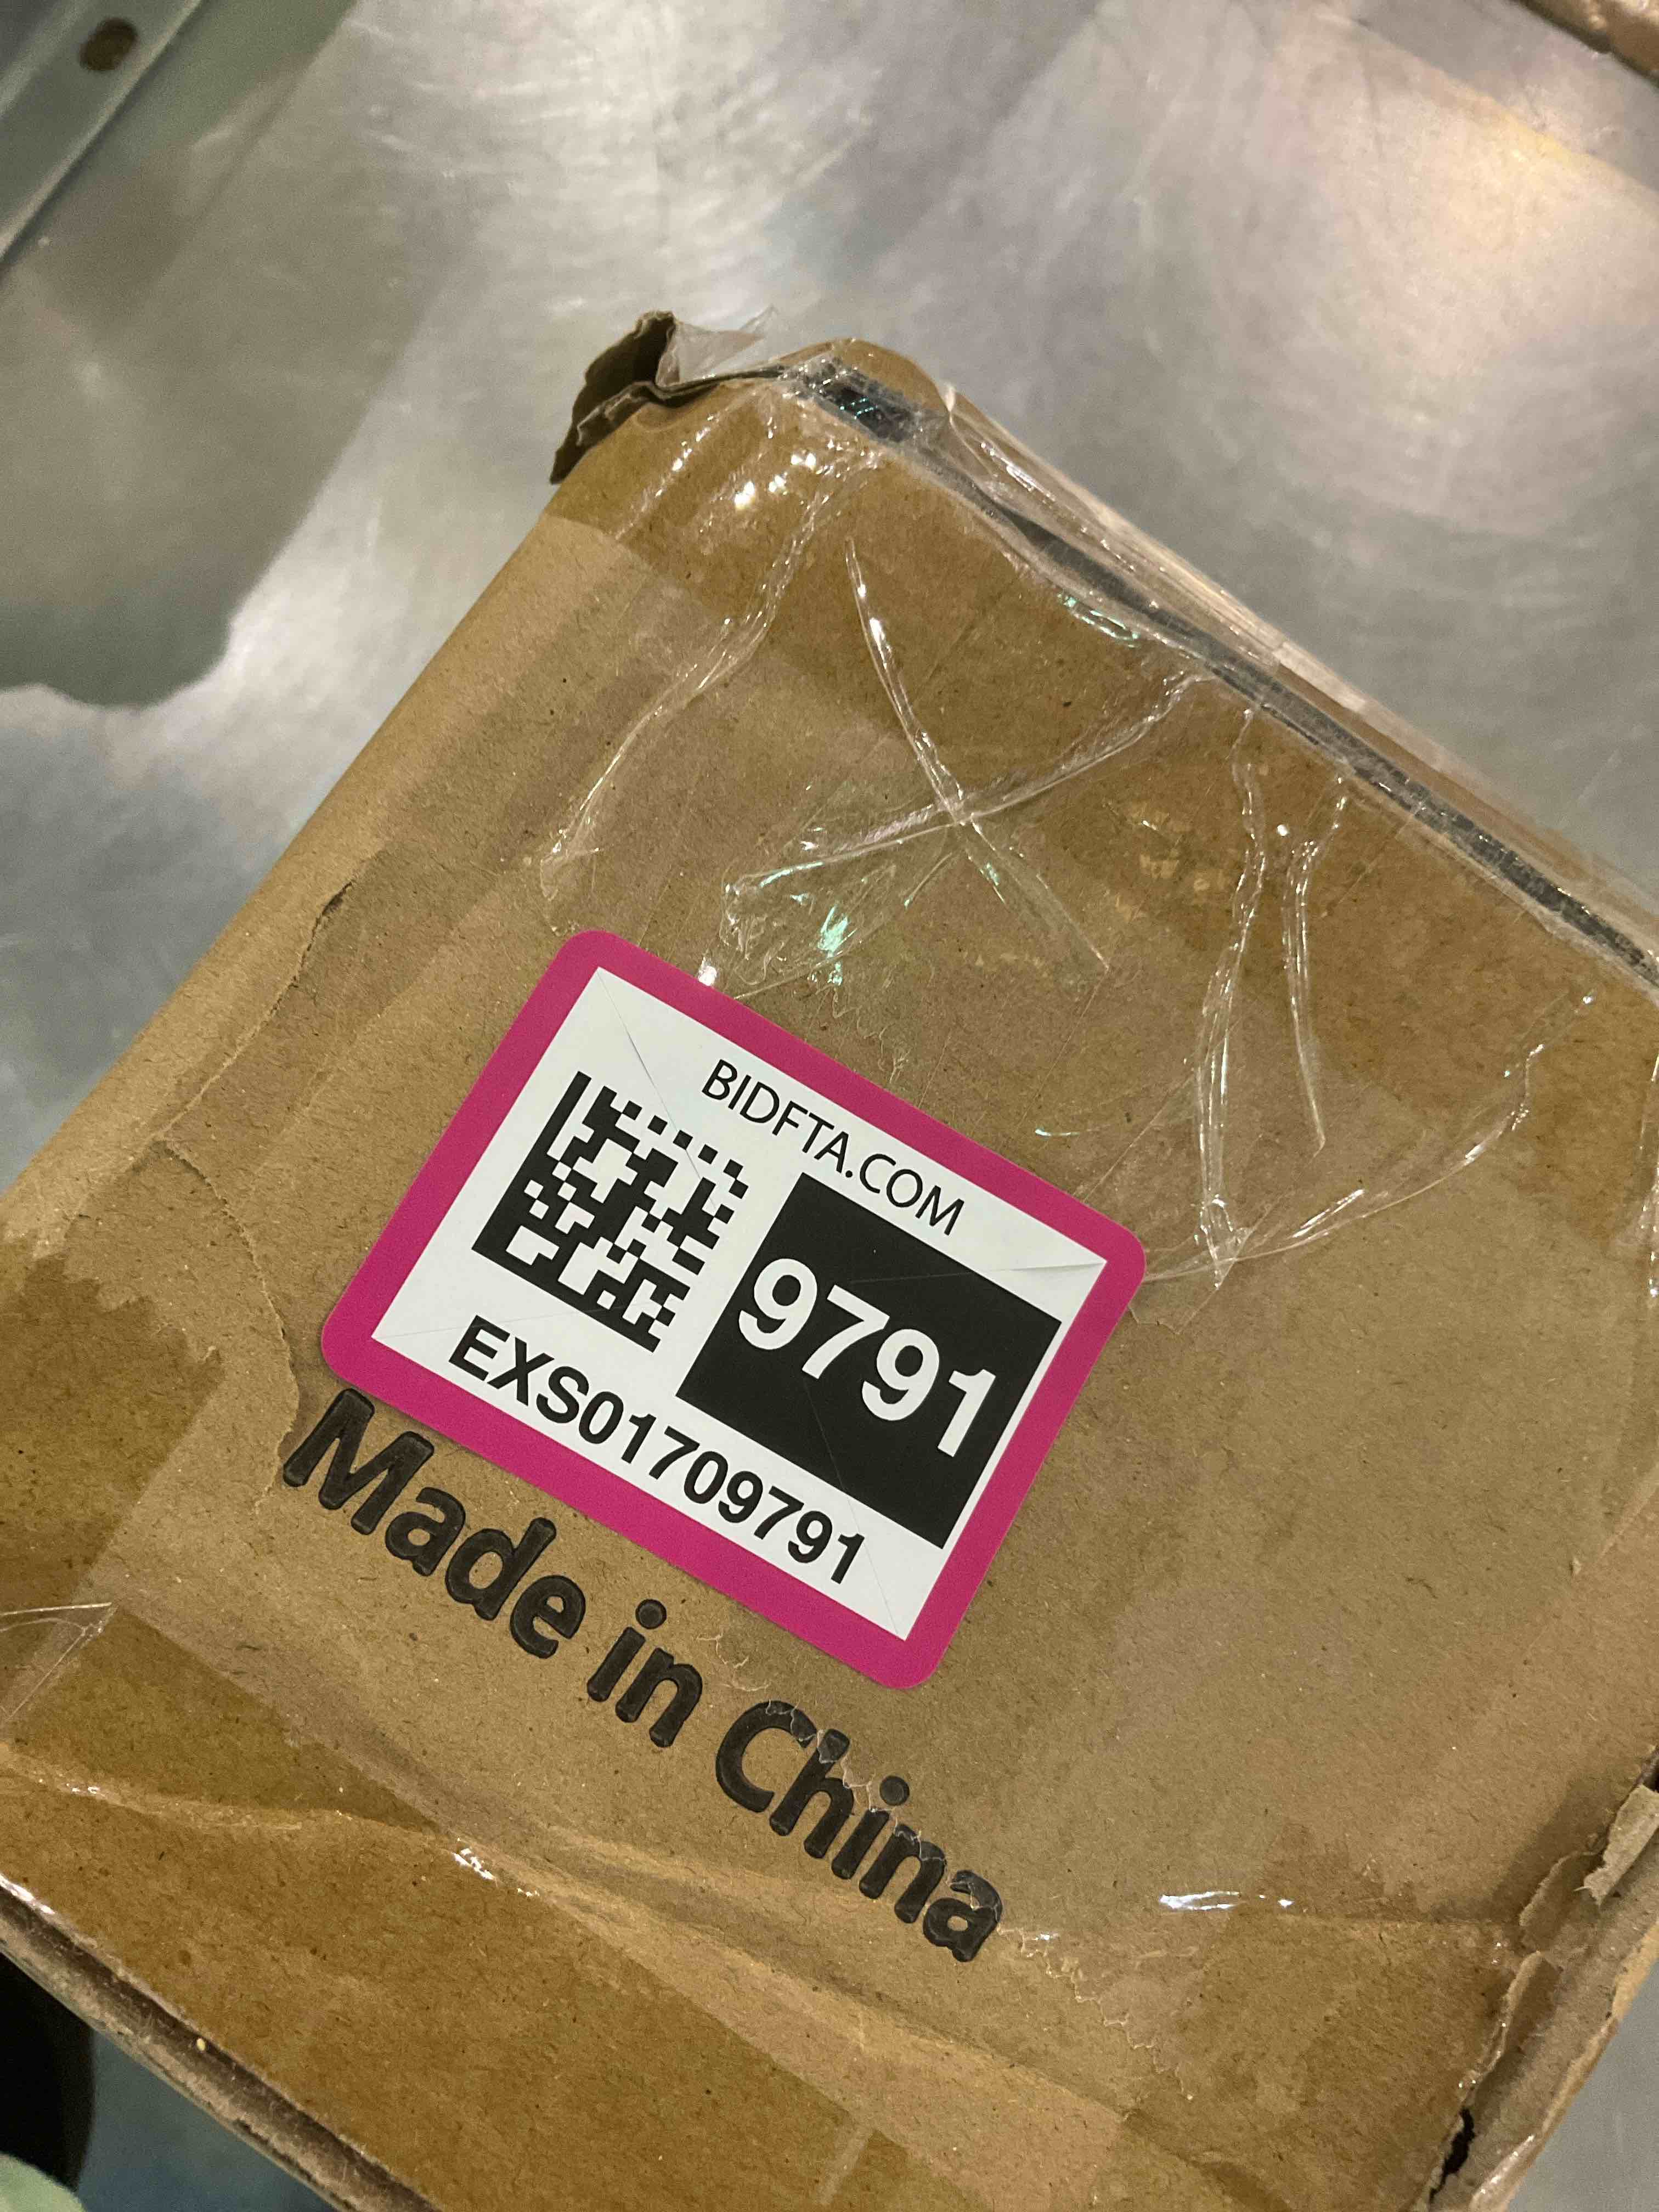 BIDFTA.COM
9791
EXS01709791
Made in China